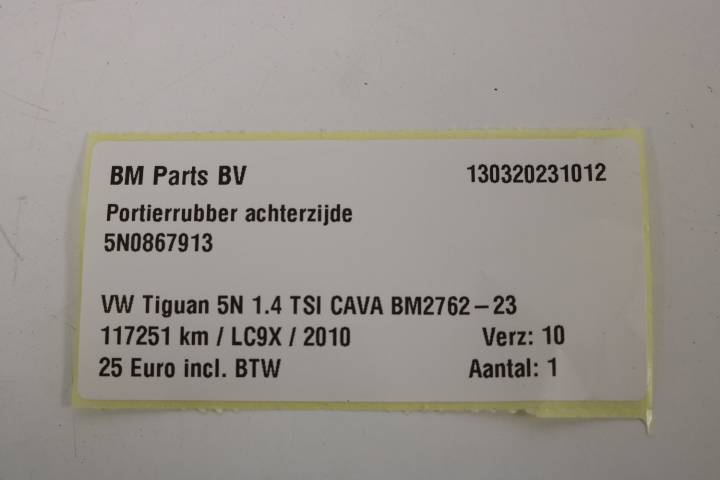 BM Parts BV 130320231012
Portierrubber achterzijde
5N0867913
VW Tiguan 5N 1.4 TSI CAVA BM2762-23
117251 km / LC9X / 2010 Verz: 10
25 Euro incl. BTW Aantal: 1